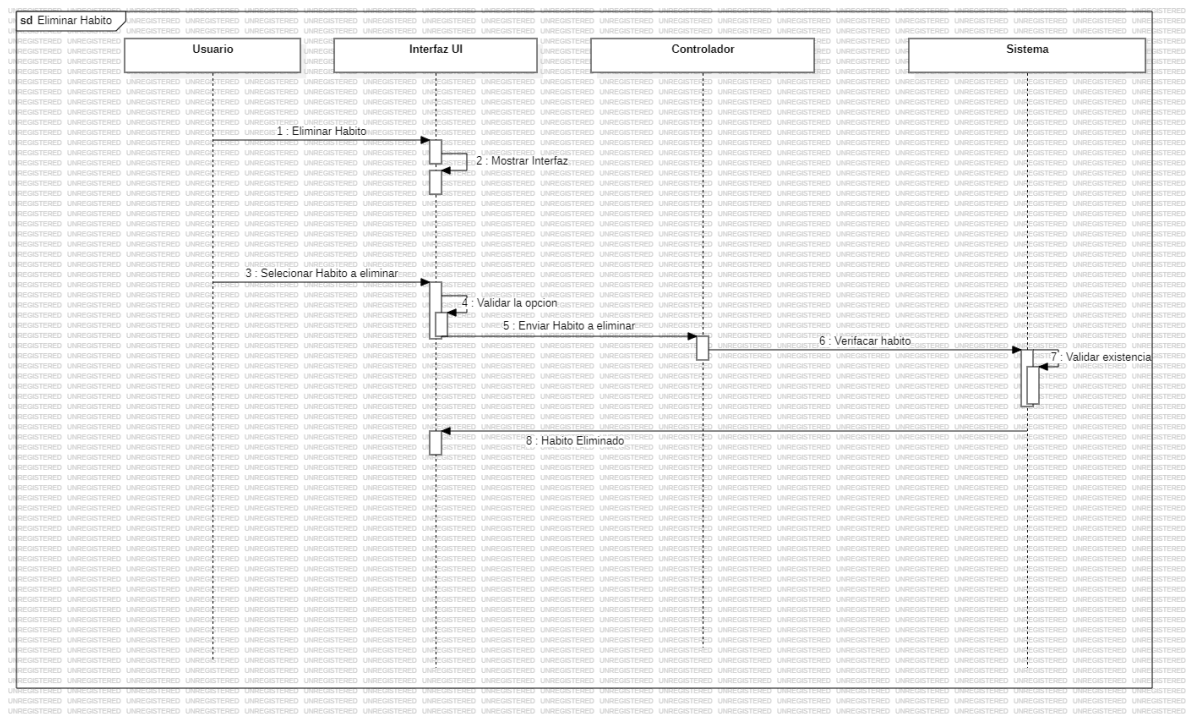 sd Eliminar Habito
Usuario
Interfaz UI
Controlador
Sistema
1 : Eliminar Habito
2 : Mostrar Interfaz
3 : Selecionar Habito a eliminar
4 : Validar la opcion
5 : Enviar Habito a eliminar
6 : Verifacar habito
7 : Validar existencia
8 : Habito Eliminado
UNREGISTERED